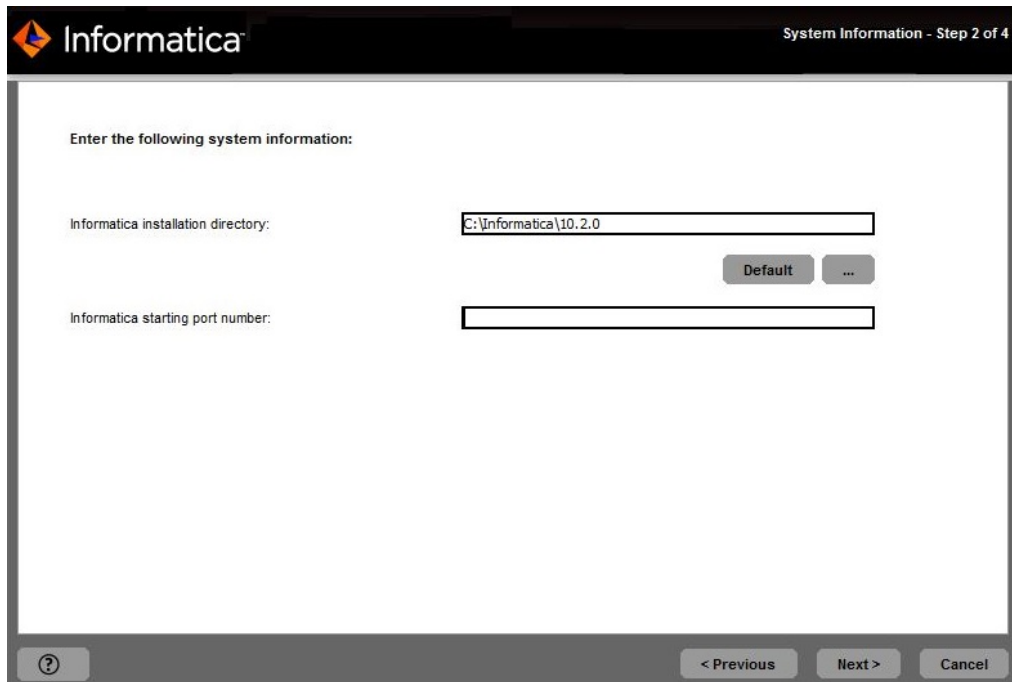 Informatica
System Information - Step 2 of 4
Enter the following system information:
Informatica installation directory:
C:\Informatica\10.2.0
Default
...
Informatica starting port number:
?
< Previous
Next >
Cancel